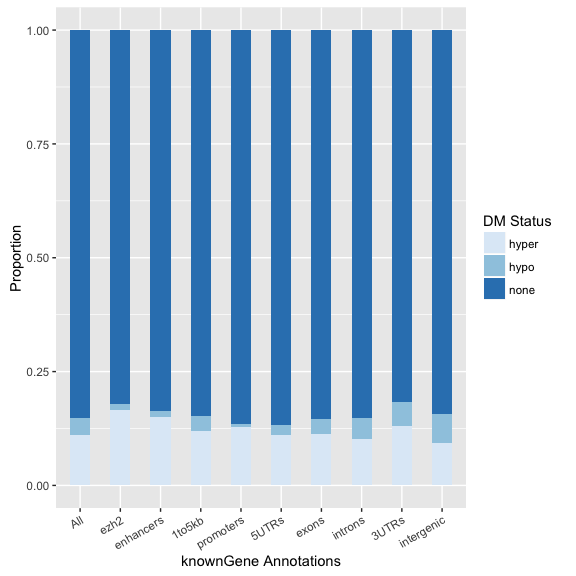 1.00
0.75
0.50
0.25
0.00
Proportion
All
ezh2
enhancers
1to5kb
promoters
5UTRs
exons
introns
3UTRs
intergenic
knownGene Annotations
DM Status
hyper
hypo
none